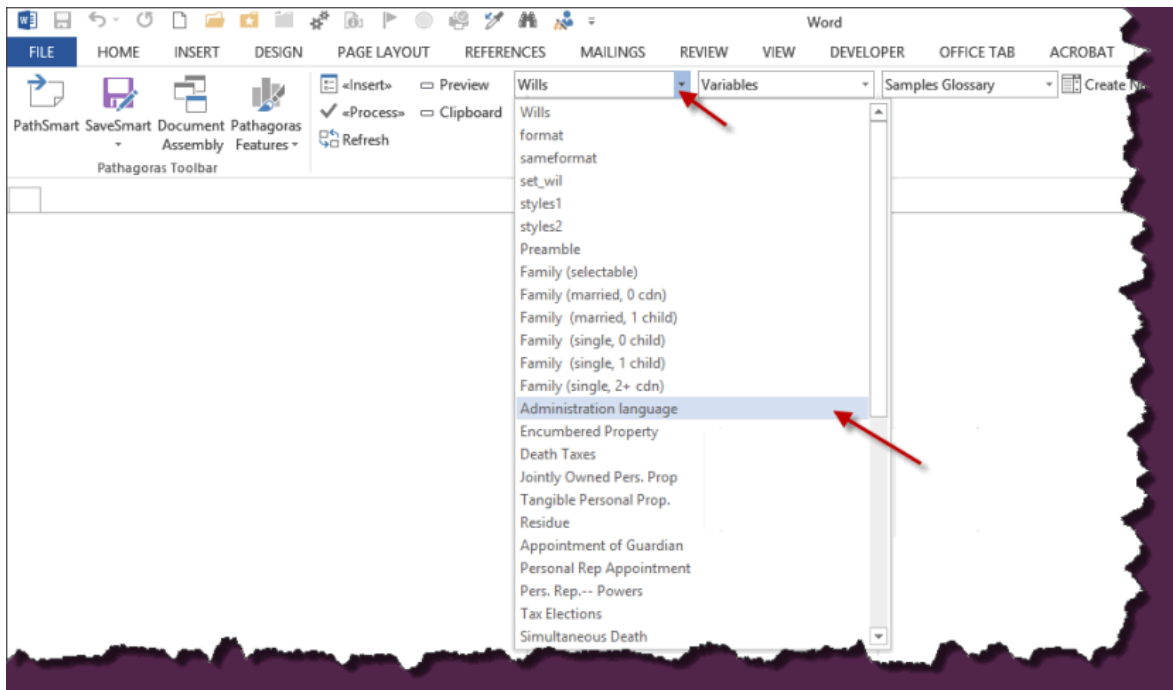 Word
FILE HOME INSERT DESIGN PAGE LAYOUT REFERENCES MAILINGS REVIEW VIEW DEVELOPER OFFICE TAB ACROBAT
«Insert» Preview Wills Variables Samples Glossary Create
«Process» Clipboard
PathSmart SaveSmart Document Pathagoras
Assembly Features
Refresh
Pathagoras Toolbar
Wills
format
sameformat
set_wil
styles1
styles2
Preamble
Family (selectable)
Family (married, 0 cdn)
Family (married, 1 child)
Family (single, 0 child)
Family (single, 1 child)
Family (single, 2+ cdn)
Administration language
Encumbered Property
Death Taxes
Jointly Owned Pers. Prop
Tangible Personal Prop.
Residue
Appointment of Guardian
Personal Rep Appointment
Pers. Rep.-- Powers
Tax Elections
Simultaneous Death